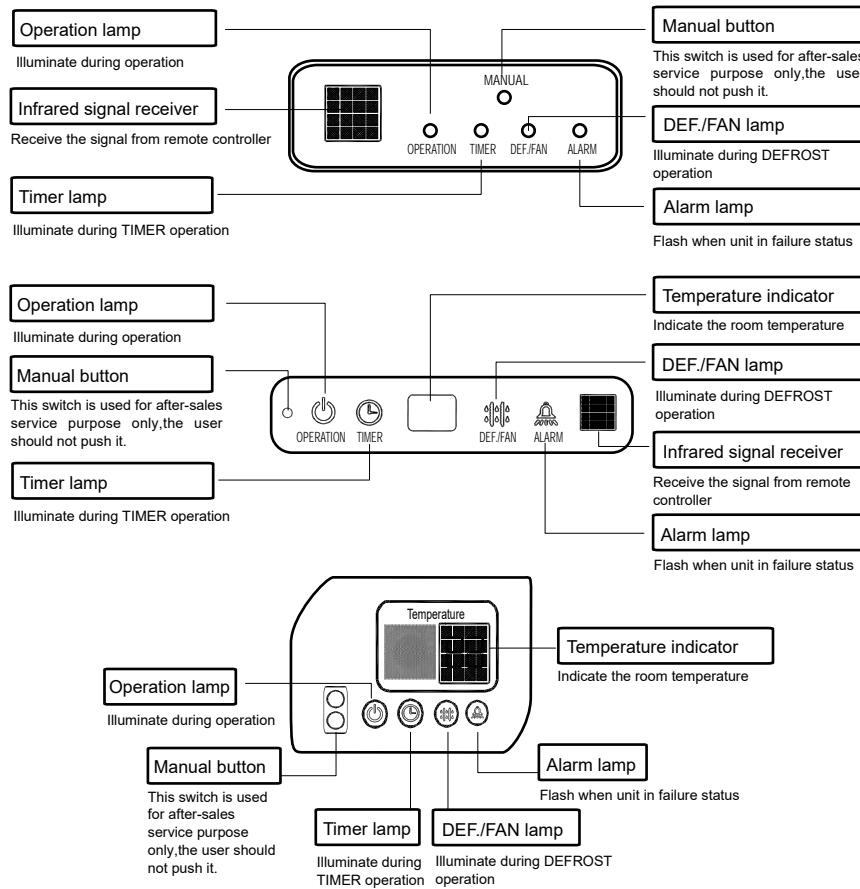 Operation lamp
Illuminate during operation
Infrared signal receiver
Receive the signal from remote controller
Timer lamp
Illuminate during TIMER operation
MANUAL
OPERATION TIMER DEF./FAN ALARM
Manual button
This switch is used for after-sales
service purpose only,the user
should not push it.
DEF./FAN lamp
Illuminate during DEFROST
operation
Alarm lamp
Flash when unit in failure status
Operation lamp
Illuminate during operation
Manual button
This switch is used for after-sales
service purpose only,the user
should not push it.
Timer lamp
Illuminate during TIMER operation
OPERATION TIMER DEF./FAN ALARM
Temperature indicator
Indicate the room temperature
DEF./FAN lamp
Illuminate during DEFROST
operation
Infrared signal receiver
Receive the signal from remote
controller
Alarm lamp
Flash when unit in failure status
Temperature
Temperature indicator
Indicate the room temperature
Operation lamp
Illuminate during operation
Manual button
This switch is used
for after-sales
service purpose
only,the user should
not push it.
Timer lamp
Illuminate during
TIMER operation
DEF./FAN lamp
Illuminate during DEFROST
operation
Alarm lamp
Flash when unit in failure status